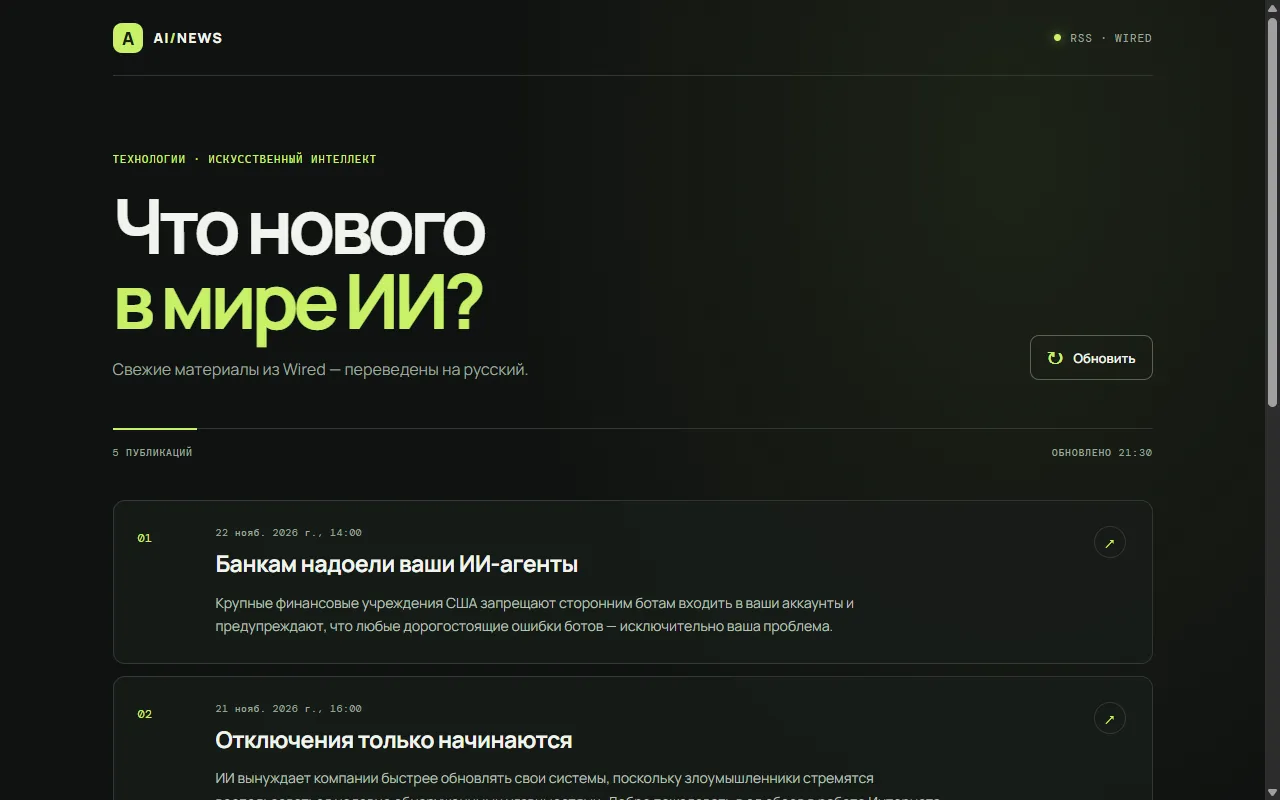 A AI/NEWS
RSS · WIRED
ТЕХНОЛОГИИ · ИСКУССТВЕННЫЙ ИНТЕЛЛЕКТ
Что нового
в мире ИИ?
Свежие материалы из Wired — переведены на русский.
↻ Обновить
5 ПУБЛИКАЦИЙ
ОБНОВЛЕНО 21:30
01
22 нояб. 2026 г., 14:00
↗
Банкам надоели ваши ИИ-агенты
Крупные финансовые учреждения США запрещают сторонним ботам входить в ваши аккаунты и
предупреждают, что любые дорогостоящие ошибки ботов — исключительно ваша проблема.
02
21 нояб. 2026 г., 16:00
↗
Отключения только начинаются
ИИ вынуждает компании быстрее обновлять свои системы, поскольку злоумышленники стремятся